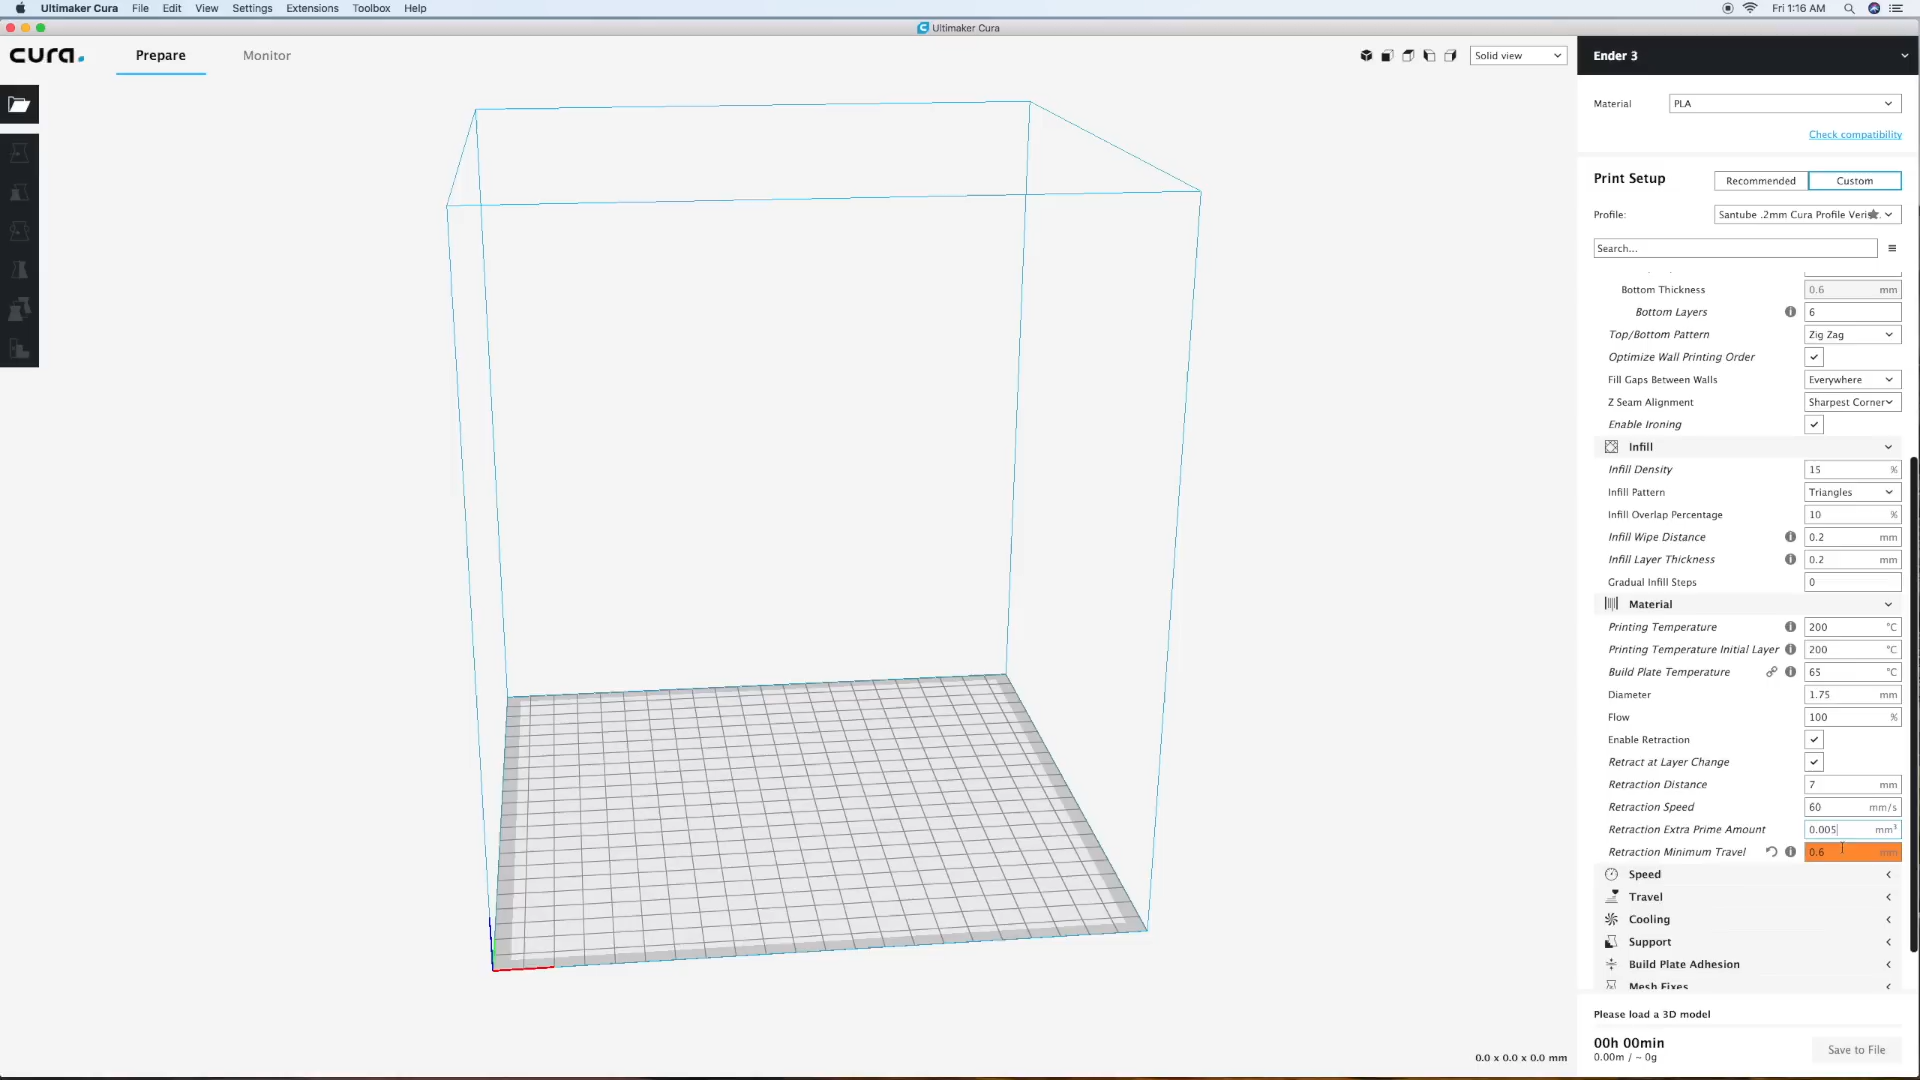 Ultimaker Cura File Edit View Settings Extensions Toolbox Help Fri 1:16 AM
Ultimaker Cura
cura. Prepare Monitor Solid view Ender 3
Material PLA
Check compatibility
Print Setup Recommended Custom
Profile: Santube .2mm Cura Profile
Search...
Bottom Thickness 0.6 mm
Bottom Layers 6
Top/Bottom Pattern Zig Zag
Optimize Wall Printing Order
Fill Gaps Between Walls Everywhere
Z Seam Alignment Sharpest Corner
Enable Ironing
Infill
Infill Density 15 %
Infill Pattern Triangles
Infill Overlap Percentage 10 %
Infill Wipe Distance 0.2 mm
Infill Layer Thickness 0.2 mm
Gradual Infill Steps 0
Material
Printing Temperature 200 °C
Printing Temperature Initial Layer 200 °C
Build Plate Temperature 65 °C
Diameter 1.75 mm
Flow 100 %
Enable Retraction
Retract at Layer Change
Retraction Distance 7 mm
Retraction Speed 60 mm/s
Retraction Extra Prime Amount 0.005 mm³
Retraction Minimum Travel 0.6 mm
Speed
Travel
Cooling
Support
Build Plate Adhesion
Mesh Fixes
Please load a 3D model
00h 00min
0.00m / ~ 0g
Save to File
0.0 x 0.0 x 0.0 mm